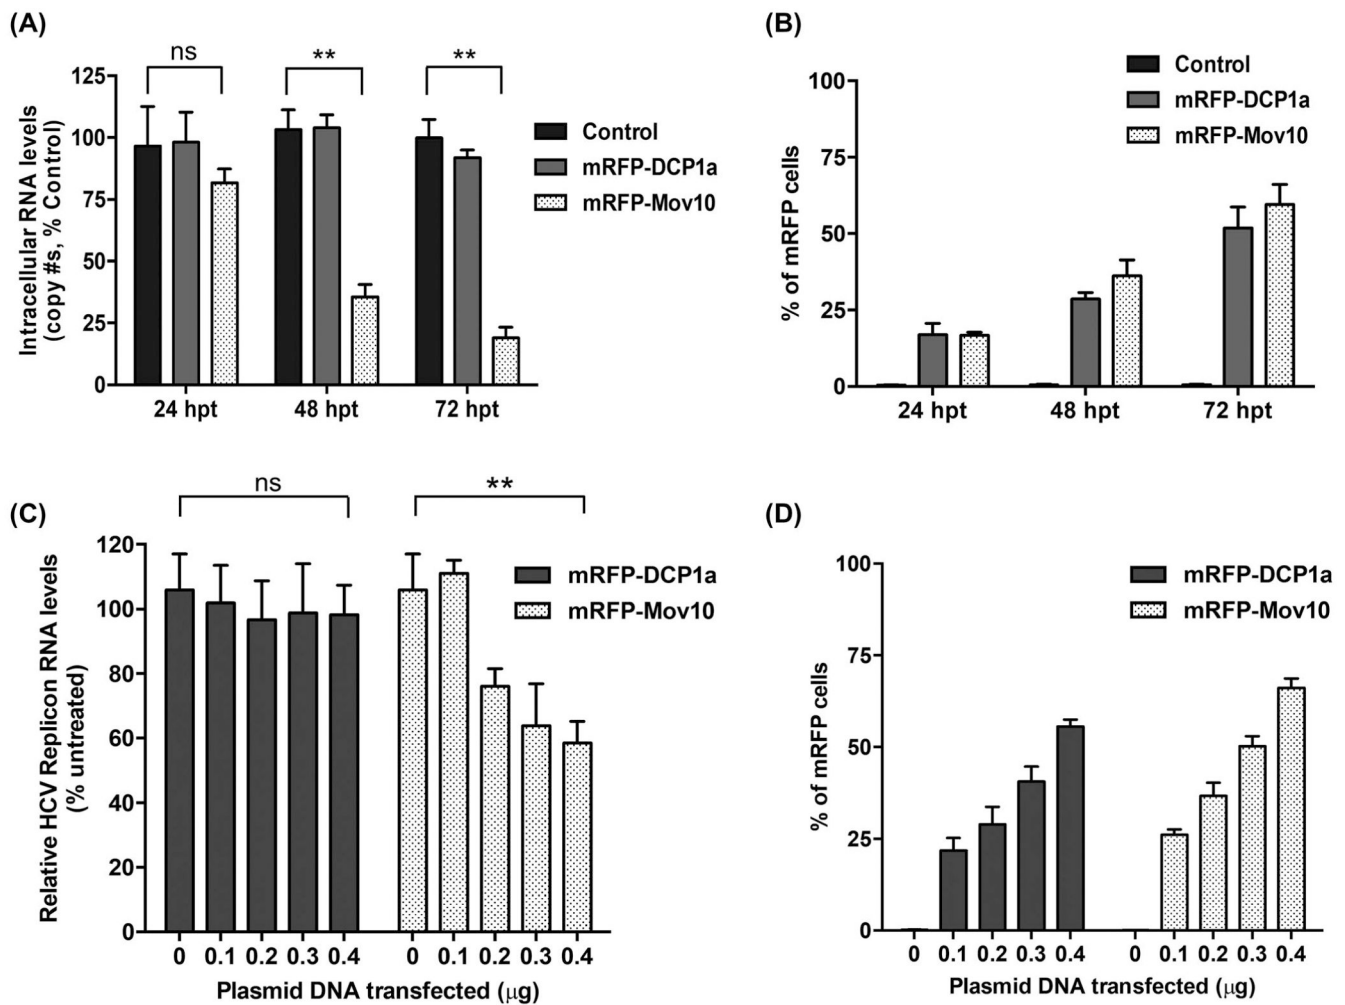 (A)
ns
**
**
Intracellular RNA levels
(copy #s, % Control)
125
100
75
50
25
0
24 hpt
48 hpt
72 hpt
Control
mRFP-DCP1a
mRFP-Mov10
(B)
% of mRFP cells
100
75
50
25
0
24 hpt
48 hpt
72 hpt
Control
mRFP-DCP1a
mRFP-Mov10
(C)
ns
**
Relative HCV Replicon RNA levels
(% untreated)
120
100
80
60
40
20
0
0 0.1 0.2 0.3 0.4 0 0.1 0.2 0.3 0.4
Plasmid DNA transfected (μg)
mRFP-DCP1a
mRFP-Mov10
(D)
% of mRFP cells
100
75
50
25
0
0 0.1 0.2 0.3 0.4 0 0.1 0.2 0.3 0.4
Plasmid DNA transfected (μg)
mRFP-DCP1a
mRFP-Mov10